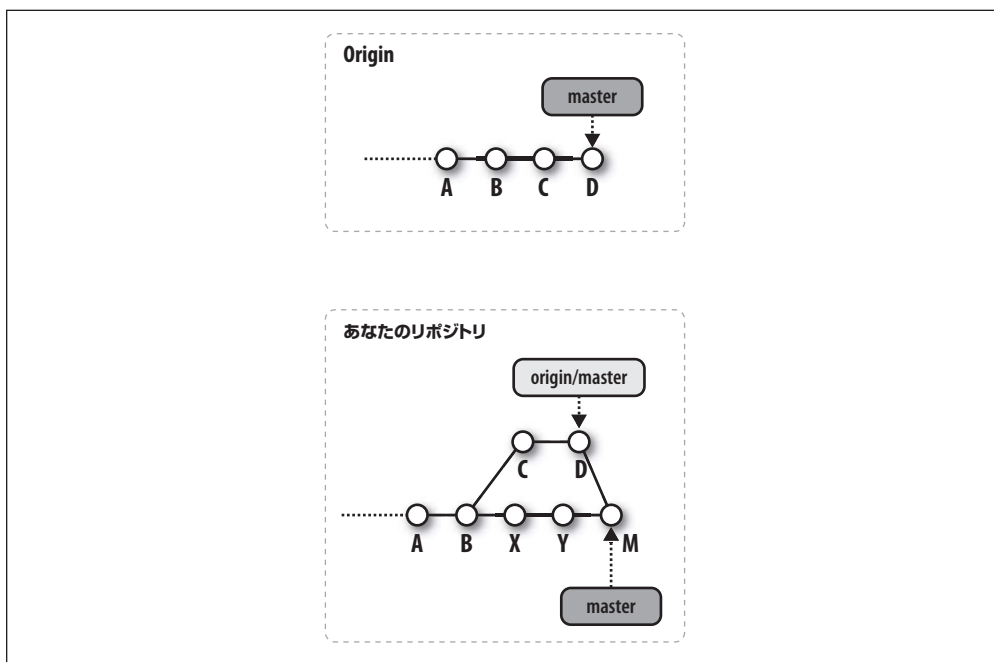 Origin
master
A B C D
あなたのリポジトリ
origin/master
C D
A B X Y M
master